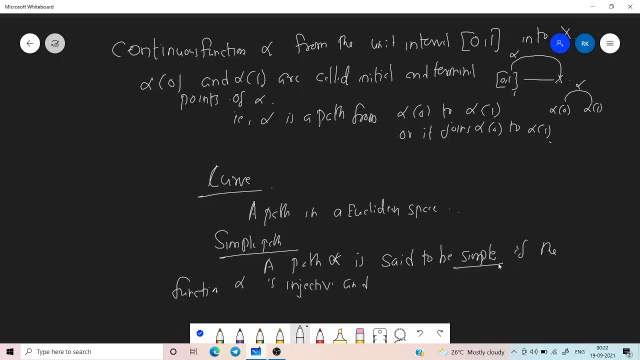 Microsoft Whiteboard
RK
Continuous function α from the unit interval [0,1] into X
α
α(0) and α(1) are called initial and terminal
[0,1] X
points of α.
α
α(0) α(1)
ie, α is a path from α(0) to α(1)
or it joins α(0) to α(1)
Curve
A path in a Euclidean space..
Simple path
A path α is said to be simple if the
function α is injectiv and
Type here to search
26°C Mostly cloudy
ENG
00:22
19-09-2021